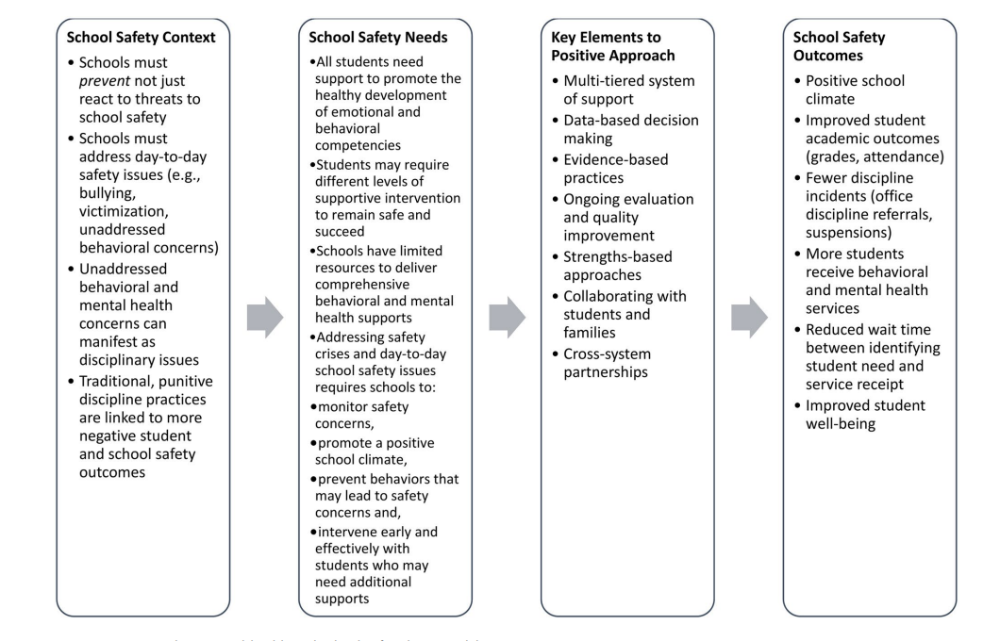 School Safety Context
• Schools must
prevent not just
react to threats to
school safety
• Schools must
address day-to-day
safety issues (e.g.,
bullying,
victimization,
unaddressed
behavioral concerns)
• Unaddressed
behavioral and
mental health
concerns can
manifest as
disciplinary issues
• Traditional, punitive
discipline practices
are linked to more
negative student
and school safety
outcomes
School Safety Needs
•All students need
support to promote the
healthy development
of emotional and
behavioral
competencies
•Students may require
different levels of
supportive intervention
to remain safe and
succeed
•Schools have limited
resources to deliver
comprehensive
behavioral and mental
health supports
•Addressing safety
crises and day-to-day
school safety issues
requires schools to:
•monitor safety
concerns,
•promote a positive
school climate,
•prevent behaviors that
may lead to safety
concerns and,
•intervene early and
effectively with
students who may
need additional
supports
Key Elements to
Positive Approach
• Multi-tiered system
of support
• Data-based decision
making
• Evidence-based
practices
• Ongoing evaluation
and quality
improvement
• Strengths-based
approaches
• Collaborating with
students and
families
• Cross-system
partnerships
School Safety
Outcomes
• Positive school
climate
• Improved student
academic outcomes
(grades, attendance)
• Fewer discipline
incidents (office
discipline referrals,
suspensions)
• More students
receive behavioral
and mental health
services
• Reduced wait time
between identifying
student need and
service receipt
• Improved student
well-being